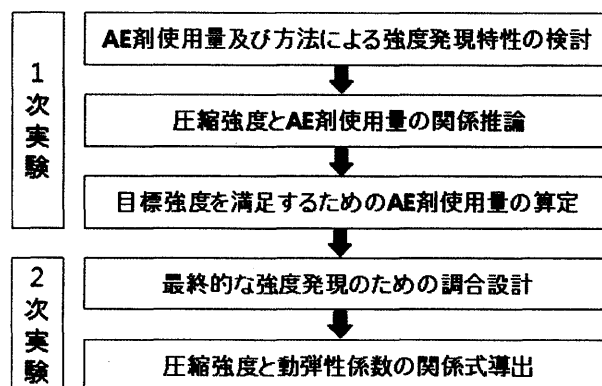 1次実験
AE剤使用量及び方法による強度発現特性の検討
圧縮強度とAE剤使用量の関係推論
目標強度を満足するためのAE剤使用量の算定
2次実験
最終的な強度発現のための調合設計
圧縮強度と動弾性係数の関係式導出